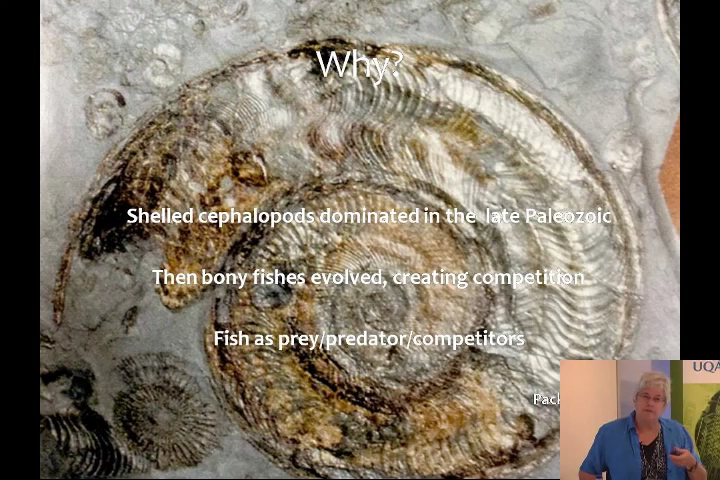 Why?
Shelled cephalopods dominated in the late Paleozoic
Then bony fishes evolved, creating competition
Fish as prey/predator/competitors